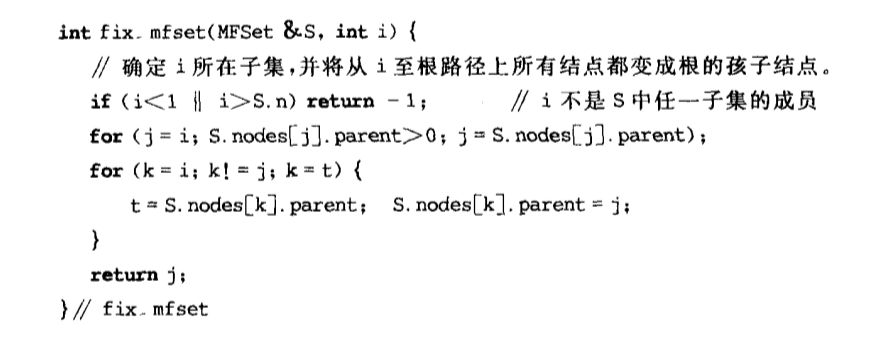 int fix_mfset(MFSet &S, int i) {
// 确定 i 所在子集,并将从 i 至根路径上所有结点都变成根的孩子结点。
if (i<1 ‖ i>S.n) return -1; // i 不是 S 中任一子集的成员
for (j = i; S.nodes[j].parent>0; j = S.nodes[j].parent);
for (k = i; k! = j; k = t) {
t = S.nodes[k].parent; S.nodes[k].parent = j;
}
return j;
}// fix_mfset